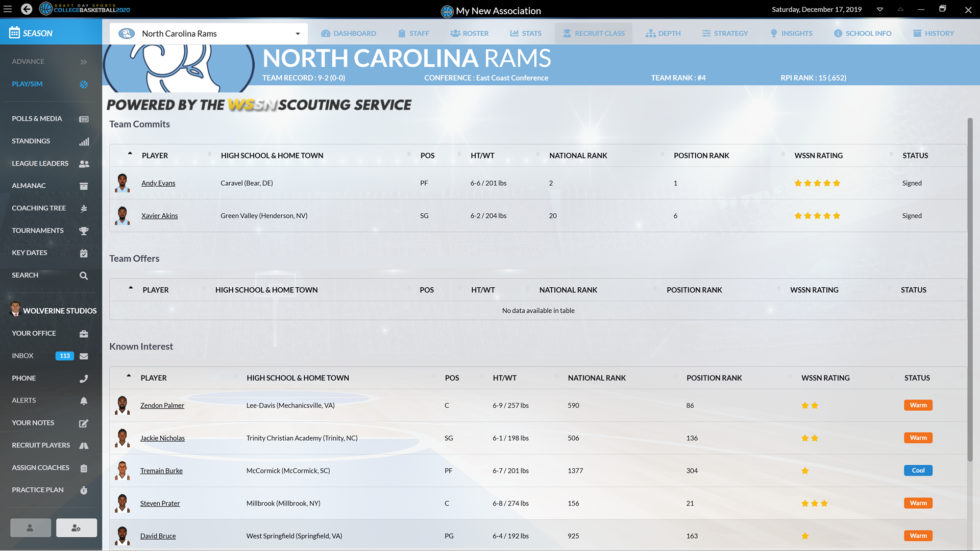 DRAFT DAY SPORTS
COLLEGE BASKETBALL 2020
My New Association
Saturday, December 17, 2019
SEASON
North Carolina Rams
DASHBOARD STAFF ROSTER STATS RECRUIT CLASS DEPTH STRATEGY INSIGHTS SCHOOL INFO HISTORY
ADVANCE
PLAY/SIM
POLLS & MEDIA
STANDINGS
LEAGUE LEADERS
ALMANAC
COACHING TREE
TOURNAMENTS
KEY DATES
SEARCH
WOLVERINE STUDIOS
YOUR OFFICE
INBOX 113
PHONE
ALERTS
YOUR NOTES
RECRUIT PLAYERS
ASSIGN COACHES
PRACTICE PLAN
NORTH CAROLINA RAMS
TEAM RECORD : 9-2 (0-0) CONFERENCE : East Coast Conference TEAM RANK : #4 RPI RANK : 15 (.652)
POWERED BY THE WSSN SCOUTING SERVICE
Team Commits
PLAYER HIGH SCHOOL & HOME TOWN POS HT/WT NATIONAL RANK POSITION RANK WSSN RATING STATUS
Andy Evans Caravel (Bear, DE) PF 6-6 / 201 lbs 2 1 Signed
Xavier Akins Green Valley (Henderson, NV) SG 6-2 / 204 lbs 20 6 Signed
Team Offers
PLAYER HIGH SCHOOL & HOME TOWN POS HT/WT NATIONAL RANK POSITION RANK WSSN RATING STATUS
No data available in table
Known Interest
PLAYER HIGH SCHOOL & HOME TOWN POS HT/WT NATIONAL RANK POSITION RANK WSSN RATING STATUS
Zendon Palmer Lee-Davis (Mechanicsville, VA) C 6-9 / 257 lbs 590 86 Warm
Jackie Nicholas Trinity Christian Academy (Trinity, NC) SG 6-1 / 198 lbs 506 136 Warm
Tremain Burke McCormick (McCormick, SC) PF 6-7 / 201 lbs 1377 304 Cool
Steven Prater Millbrook (Millbrook, NY) C 6-8 / 274 lbs 156 21 Warm
David Bruce West Springfield (Springfield, VA) PG 6-4 / 192 lbs 925 163 Warm